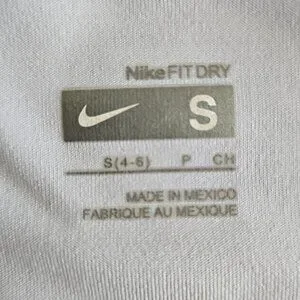 Nike FIT DRY
S
S(4-6) P CH
MADE IN MEXICO
FABRIQUE AU MEXIQUE